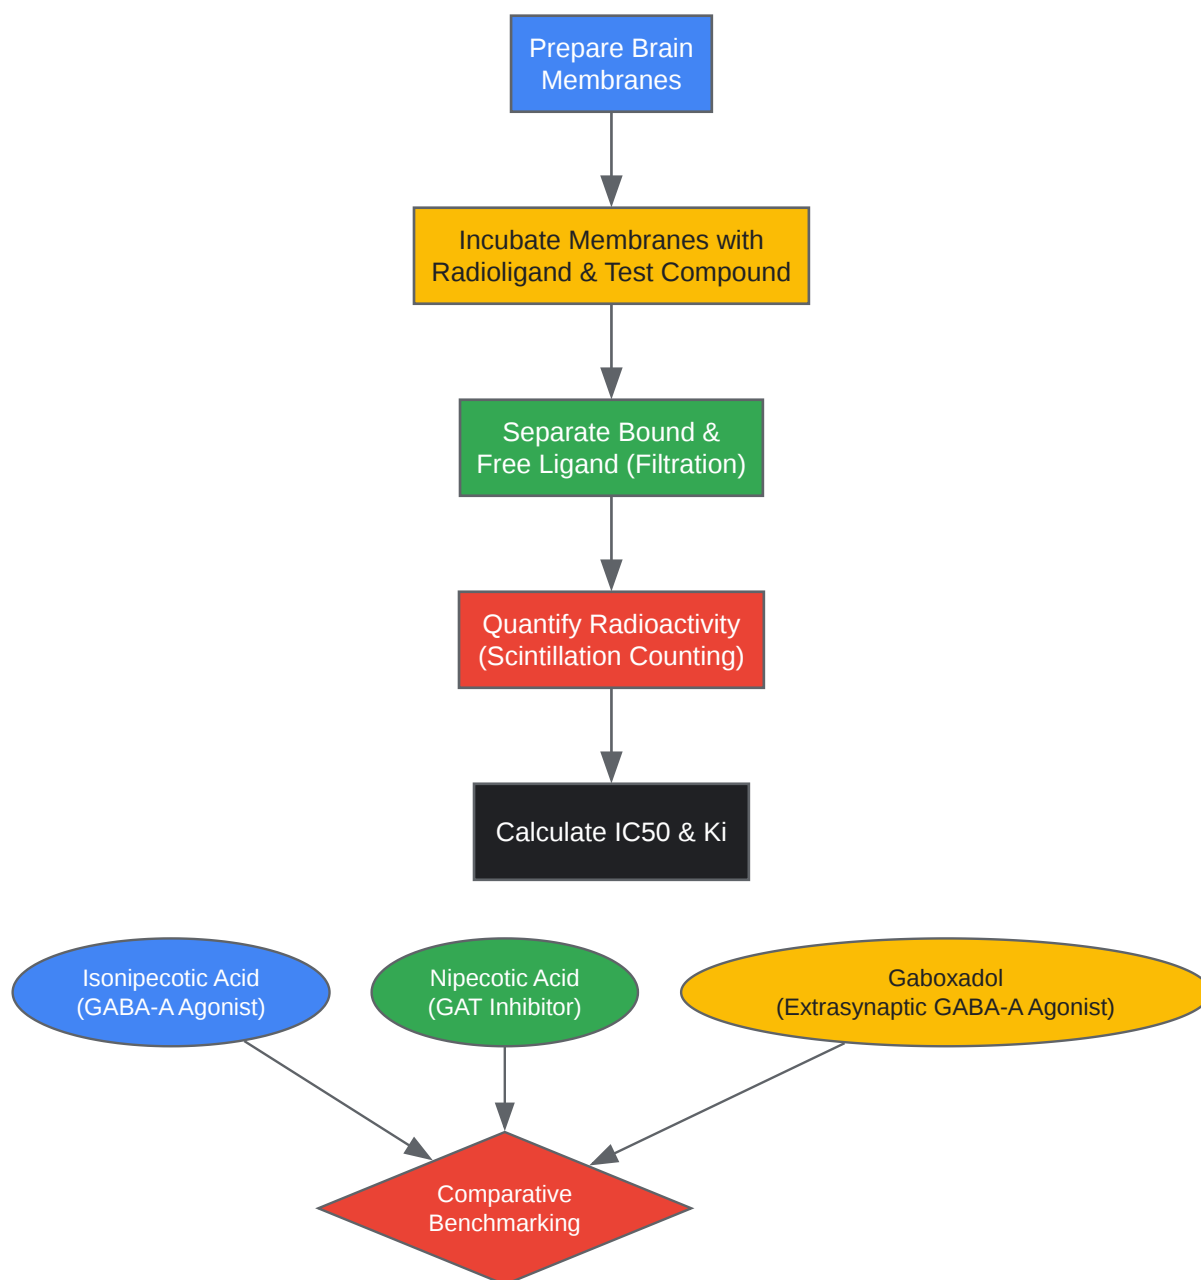 Prepare Brain
Membranes
Incubate Membranes with
Radioligand & Test Compound
Separate Bound &
Free Ligand (Filtration)
Quantify Radioactivity
(Scintillation Counting)
Calculate IC50 & Ki
Isonipecotic Acid
(GABA-A Agonist)
Nipecotic Acid
(GAT Inhibitor)
Gaboxadol
(Extrasynaptic GABA-A Agonist)
Comparative
Benchmarking